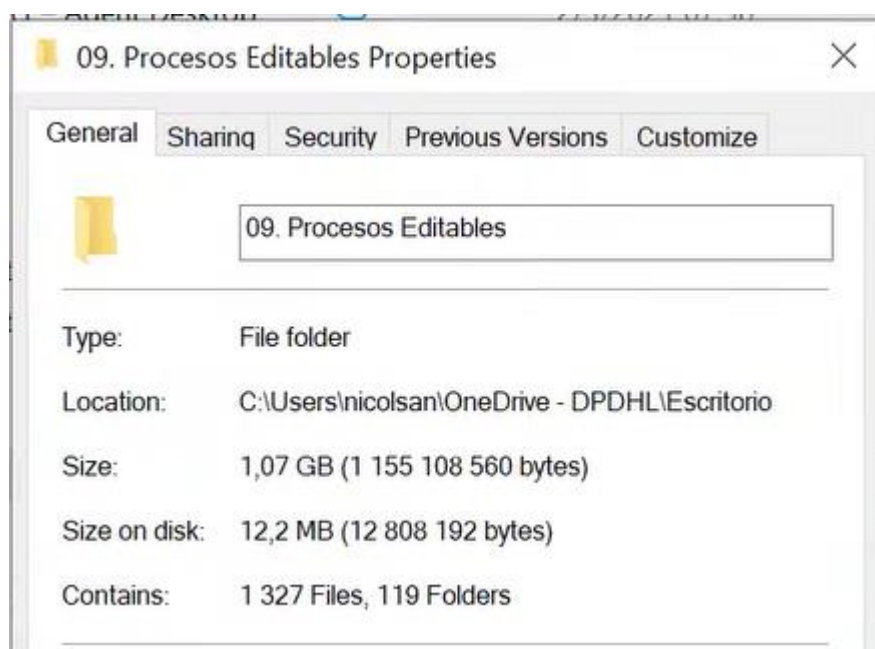 09. Procesos Editables Properties
General Sharing Security Previous Versions Customize
09. Procesos Editables
Type: File folder
Location: C:\Users\nicolsan\OneDrive - DPDHL\Escritorio
Size: 1,07 GB (1 155 108 560 bytes)
Size on disk: 12,2 MB (12 808 192 bytes)
Contains: 1 327 Files, 119 Folders